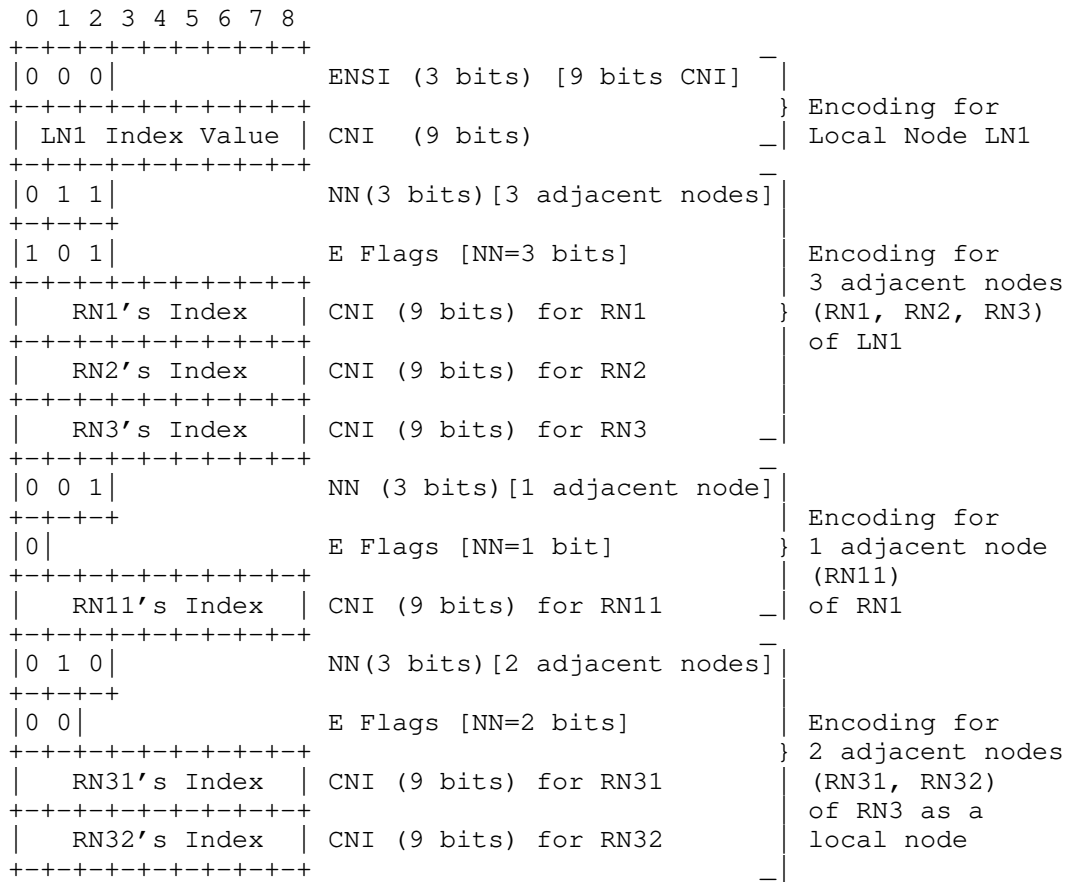 0 1 2 3 4 5 6 7 8
+-+-+-+-+-+-+-+-+-+                           _
|0 0 0|             ENSI (3 bits) [9 bits CNI] |
+-+-+-+-+-+-+-+-+-+                             } Encoding for
| LN1 Index Value | CNI  (9 bits)              _| Local Node LN1
+-+-+-+-+-+-+-+-+-+                            _
|0 1 1|             NN(3 bits)[3 adjacent nodes]|
+-+-+-+                                         |
|1 0 1|             E Flags [NN=3 bits]         | Encoding for
+-+-+-+-+-+-+-+-+-+                             | 3 adjacent nodes
|   RN1's Index   | CNI (9 bits) for RN1        } (RN1, RN2, RN3)
+-+-+-+-+-+-+-+-+-+                             | of LN1
|   RN2's Index   | CNI (9 bits) for RN2        |
+-+-+-+-+-+-+-+-+-+                             |
|   RN3's Index   | CNI (9 bits) for RN3       _|
+-+-+-+-+-+-+-+-+-+                            _
|0 0 1|             NN (3 bits)[1 adjacent node]|
+-+-+-+                                         | Encoding for
|0|                 E Flags [NN=1 bit]          } 1 adjacent node
+-+-+-+-+-+-+-+-+-+                             | (RN11)
|   RN11's Index  | CNI (9 bits) for RN11      _| of RN1
+-+-+-+-+-+-+-+-+-+                            _
|0 1 0|             NN(3 bits)[2 adjacent nodes]|
+-+-+-+                                         |
|0 0|               E Flags [NN=2 bits]         | Encoding for
+-+-+-+-+-+-+-+-+-+                             } 2 adjacent nodes
|   RN31's Index  | CNI (9 bits) for RN31       | (RN31, RN32)
+-+-+-+-+-+-+-+-+-+                             | of RN3 as a
|   RN32's Index  | CNI (9 bits) for RN32       | local node
+-+-+-+-+-+-+-+-+-+                            _|